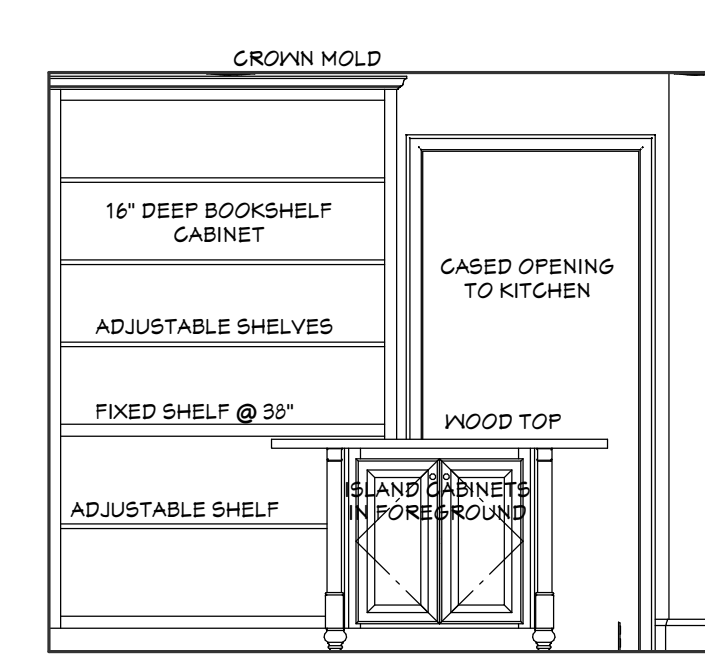 CROWN MOLD
16" DEEP BOOKSHELF
CABINET
CASED OPENING
TO KITCHEN
ADJUSTABLE SHELVES
FIXED SHELF @ 38"
WOOD TOP
ISLAND CABINETS
IN FOREGROUND
ADJUSTABLE SHELF